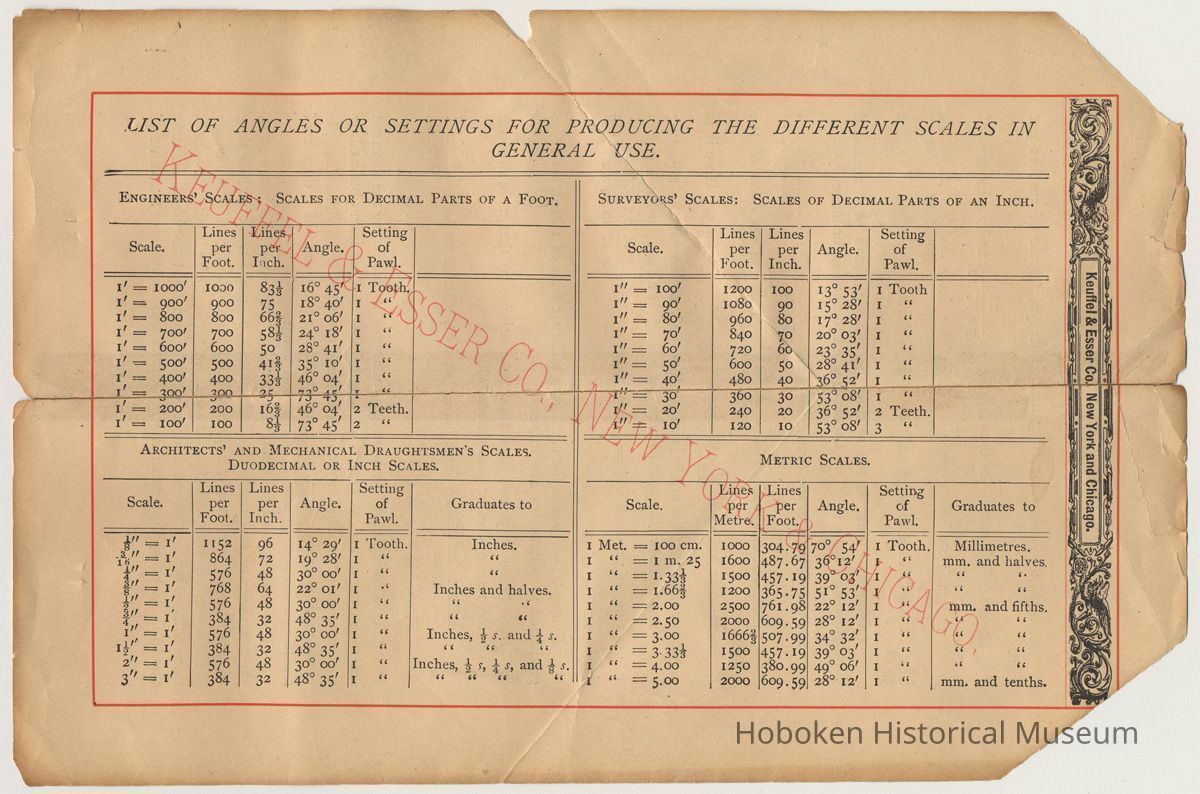 LIST OF ANGLES OR SETTINGS FOR PRODUCING THE DIFFERENT SCALES IN
GENERAL USE.
KEUFFEL & ESSER CO., NEW YORK & CHICAGO.
ENGINEERS' SCALES: SCALES FOR DECIMAL PARTS OF A FOOT.
Scale. Lines per Foot. Lines per Inch. Angle. Setting of Pawl.
1' = 1000' 1000 83⅓ 16° 45' 1 Tooth.
1' = 900' 900 75 18° 40' 1 "
1' = 800 800 66⅔ 21° 06' 1 "
1' = 700' 700 58⅓ 24° 18' 1 "
1' = 600' 600 50 28° 41' 1 "
1' = 500' 500 41⅔ 35° 10' 1 "
1' = 400' 400 33⅓ 46° 04' 1 "
1' = 300' 300 25 73° 45' 1 "
1' = 200' 200 16⅔ 46° 04' 2 Teeth.
1' = 100' 100 8⅓ 73° 45' 2 "
SURVEYORS' SCALES: SCALES OF DECIMAL PARTS OF AN INCH.
Scale. Lines per Foot. Lines per Inch. Angle. Setting of Pawl.
1" = 100' 1200 100 13° 53' 1 Tooth
1" = 90' 1080 90 15° 28' 1 "
1" = 80' 960 80 17° 28' 1 "
1" = 70' 840 70 20° 03' 1 "
1" = 60' 720 60 23° 35' 1 "
1" = 50' 600 50 28° 41' 1 "
1" = 40' 480 40 36° 52' 1 "
1" = 30' 360 30 53° 08' 1 "
1" = 20' 240 20 36° 52' 2 Teeth.
1" = 10' 120 10 53° 08' 3 "
ARCHITECTS' AND MECHANICAL DRAUGHTSMEN'S SCALES.
DUODECIMAL OR INCH SCALES.
Scale. Lines per Foot. Lines per Inch. Angle. Setting of Pawl. Graduates to
⅛" = 1' 1152 96 14° 29' 1 Tooth. Inches.
3/16" = 1' 864 72 19° 28' 1 " "
¼" = 1' 576 48 30° 00' 1 " "
⅜" = 1' 768 64 22° 01' 1 " Inches and halves.
½" = 1' 576 48 30° 00' 1 " " "
¾" = 1' 384 32 48° 35' 1 " " "
1" = 1' 576 48 30° 00' 1 " Inches, ½ s. and ¼ s.
1½" = 1' 384 32 48° 35' 1 " " " " "
2" = 1' 576 48 30° 00' 1 " Inches, ½ s, ¼ s, and ⅛ s.
3" = 1' 384 32 48° 35' 1 " " " " " "
METRIC SCALES.
Scale. Lines per Metre. Lines per Foot. Angle. Setting of Pawl. Graduates to
1 Met. = 100 cm. 1000 304.79 70° 54' 1 Tooth. Millimetres.
1 " = 1 m. 25 1600 487.67 36° 12' 1 " mm. and halves.
1 " = 1.33⅓ 1500 457.19 39° 03' 1 " " "
1 " = 1.66⅔ 1200 365.75 51° 53' 1 " " "
1 " = 2.00 2500 761.98 22° 12' 1 " mm. and fifths.
1 " = 2.50 2000 609.59 28° 12' 1 " " "
1 " = 3.00 1666⅔ 507.99 34° 32' 1 " " "
1 " = 3.33⅓ 1500 457.19 39° 03' 1 " " "
1 " = 4.00 1250 380.99 49° 06' 1 " " "
1 " = 5.00 2000 609.59 28° 12' 1 " mm. and tenths.
Keuffel & Esser Co. New York and Chicago.
Hoboken Historical Museum